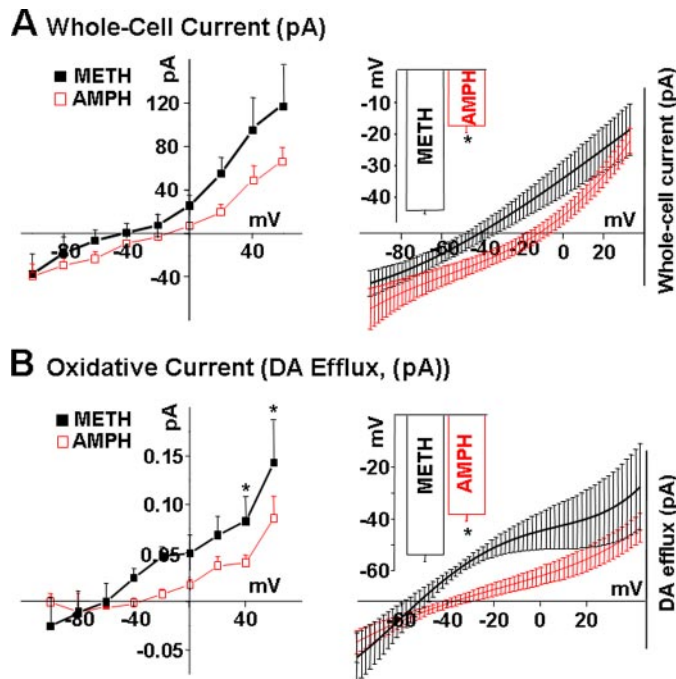 A Whole-Cell Current (pA)
METH
AMPH
pA
120
80
40
-40
-80
-40
40
mV
mV
-10
-20
-30
-40
METH
AMPH
*
mV
-80
-60
-40
-20
0
20
Whole-cell current (pA)
B Oxidative Current (DA Efflux, (pA))
METH
AMPH
pA
0.15
0.10
0.05
-0.05
*
*
-80
-40
0
40
mV
mV
-20
-40
-60
METH
AMPH
*
mV
-80
-60
-40
-20
0
20
DA efflux (pA)